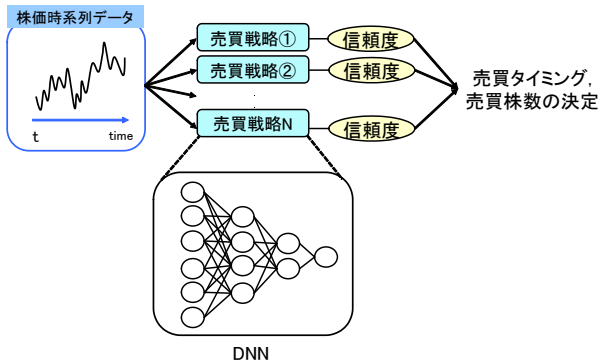 株価時系列データ
t
time
売買戦略①
信頼度
売買戦略②
信頼度
売買戦略N
信頼度
売買タイミング,
売買株数の決定
DNN